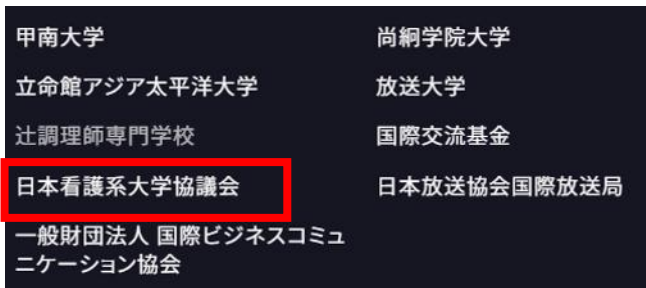 甲南大学
尚絅学院大学
立命館アジア太平洋大学
放送大学
辻調理師専門学校
国際交流基金
日本看護系大学協議会
日本放送協会国際放送局
一般財団法人 国際ビジネスコミュ
ニケーション協会